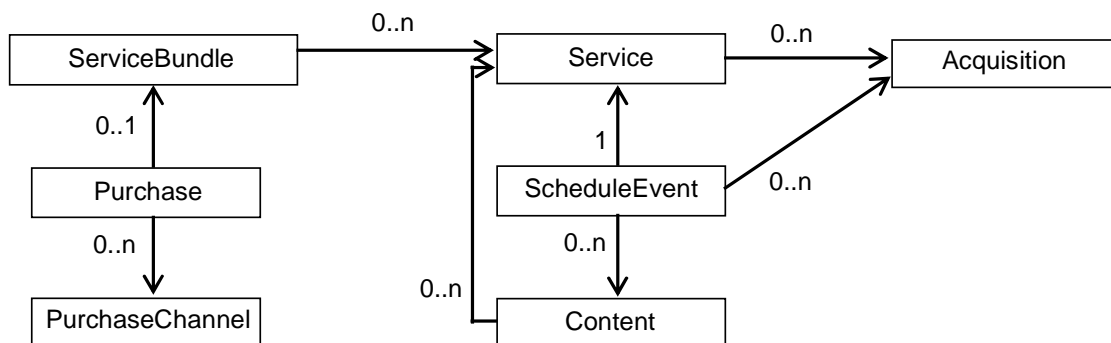 0..n
0..n
ServiceBundle
Service
Acquisition
0..1
1
Purchase
ScheduleEvent
0..n
0..n
0..n
0..n
PurchaseChannel
Content